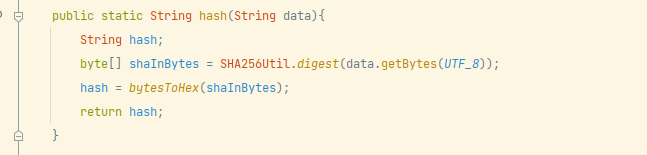 public static String hash(String data){
    String hash;
    byte[] shaInBytes = SHA256Util.digest(data.getBytes(UTF_8));
    hash = bytesToHex(shaInBytes);
    return hash;
}